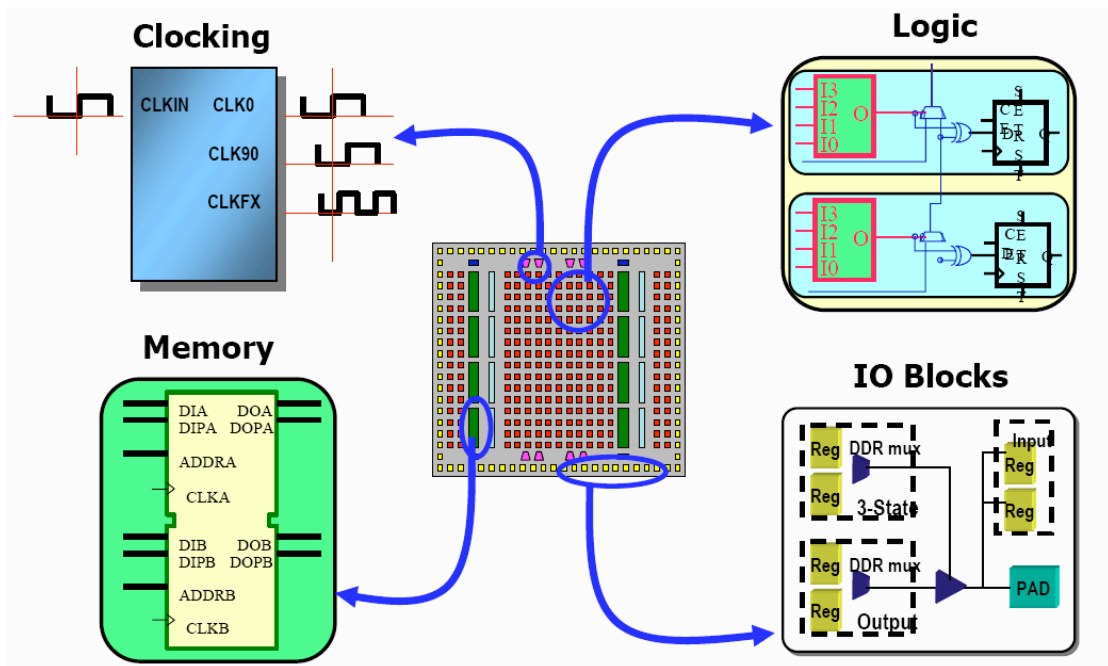 Clocking
CLKIN CLK0
CLK90
CLKFX
Logic
I3
I2
I1
I0
O
S
CE
D
R
S
T
Q
I3
I2
I1
I0
O
S
CE
D
R
S
T
Q
Memory
DIA DOA
DIPA DOPA
ADDRA
CLKA
DIB DOB
DIPB DOPB
ADDRB
CLKB
IO Blocks
Reg DDR mux
Reg
3-State
Reg DDR mux
Reg
Output
Input
Reg
Reg
PAD